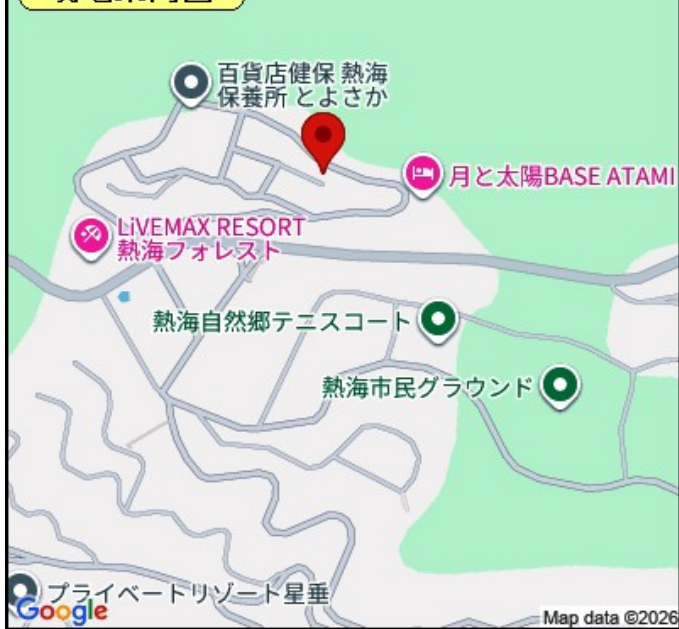 百貨店健保 熱海
保養所 とよさか
月と太陽BASE ATAMI
LiVEMAX RESORT
熱海フォレスト
熱海自然郷テニスコート
熱海市民グラウンド
プライベートリゾート星垂
Google
Map data ©2026